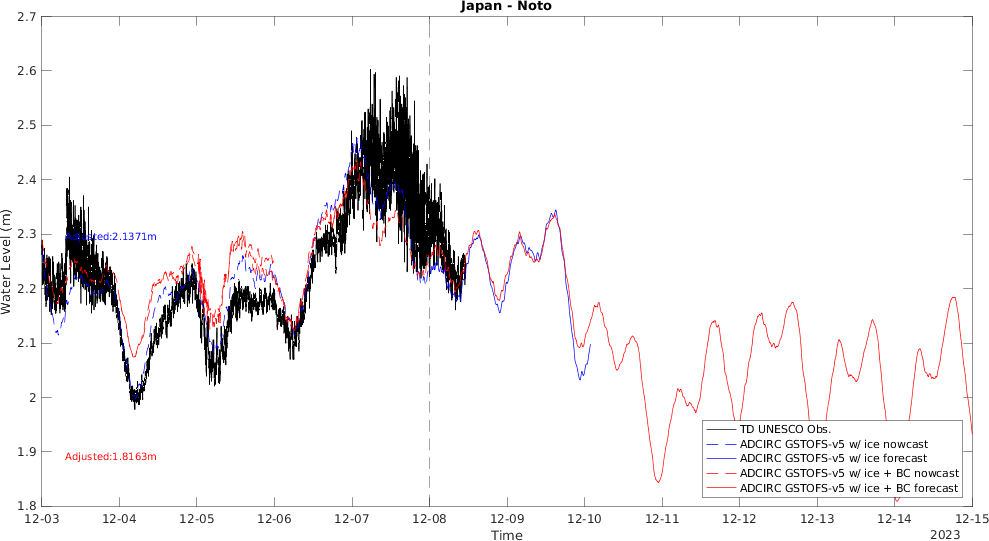 Japan - Noto
2.7
2.6
2.5
2.4
2.3
2.2
2.1
2
1.9
1.8
Water Level (m)
Adjusted:2.1371m
Adjusted:1.8163m
TD UNESCO Obs.
ADCIRC GSTOFS-v5 w/ ice nowcast
ADCIRC GSTOFS-v5 w/ ice forecast
ADCIRC GSTOFS-v5 w/ ice + BC nowcast
ADCIRC GSTOFS-v5 w/ ice + BC forecast
12-03 12-04 12-05 12-06 12-07 12-08 12-09 12-10 12-11 12-12 12-13 12-14 12-15
Time
2023